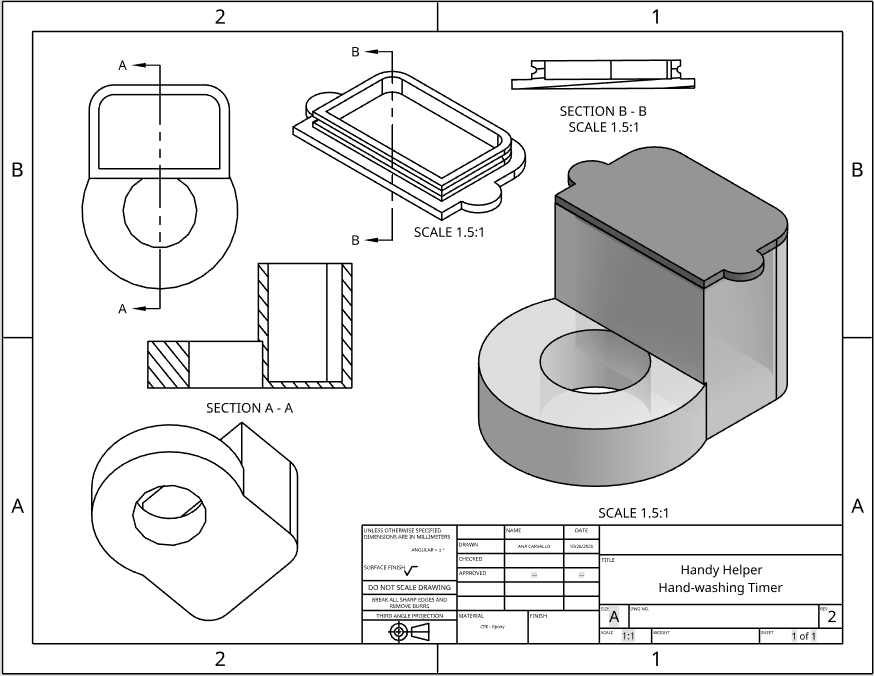 2
1
A
B
B
B
SECTION B - B
SCALE 1.5:1
B
SCALE 1.5:1
A
SECTION A - A
A
A
SCALE 1.5:1
UNLESS OTHERWISE SPECIFIED,
DIMENSIONS ARE IN MILLIMETERS
ANGULAR = ± °
SURFACE FINISH
DO NOT SCALE DRAWING
BREAK ALL SHARP EDGES AND
REMOVE BURRS
THIRD ANGLE PROJECTION
NAME
DATE
DRAWN
ANA CARVALLO
10/26/2020
CHECKED
APPROVED
MATERIAL
FINISH
CPE - Epoxy
TITLE
Handy Helper
Hand-washing Timer
SIZE
A
DWG NO.
REV
2
SCALE
1:1
WEIGHT
SHEET
1 of 1
2
1